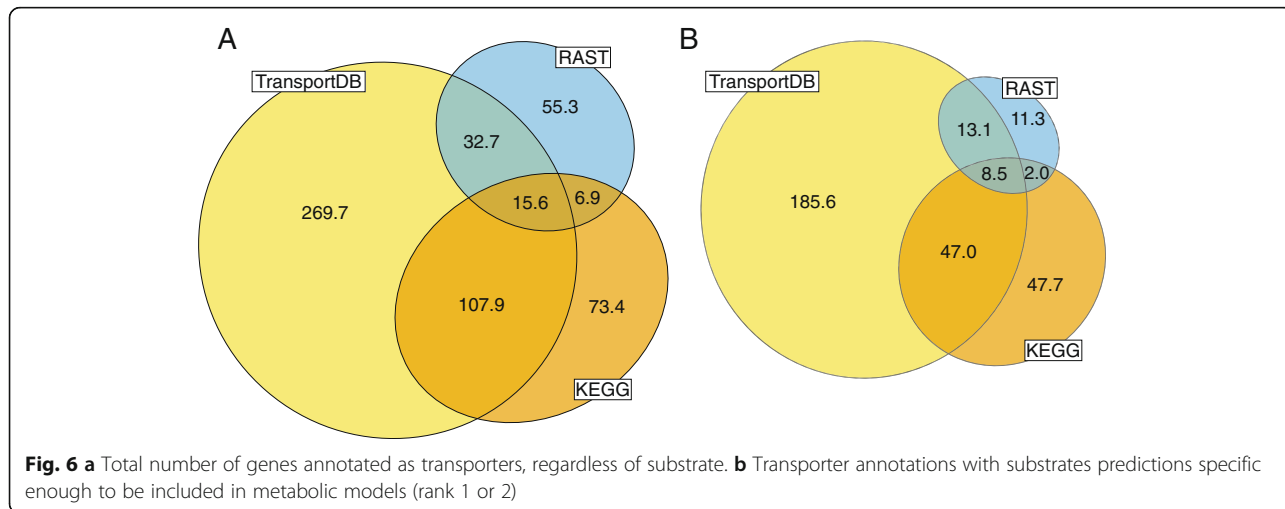 A
TransportDB
RAST
55.3
32.7
269.7
15.6
6.9
107.9
73.4
KEGG
B
TransportDB
RAST
11.3
13.1
8.5
2.0
185.6
47.0
47.7
KEGG
Fig. 6 a Total number of genes annotated as transporters, regardless of substrate. b Transporter annotations with substrates predictions specific
enough to be included in metabolic models (rank 1 or 2)